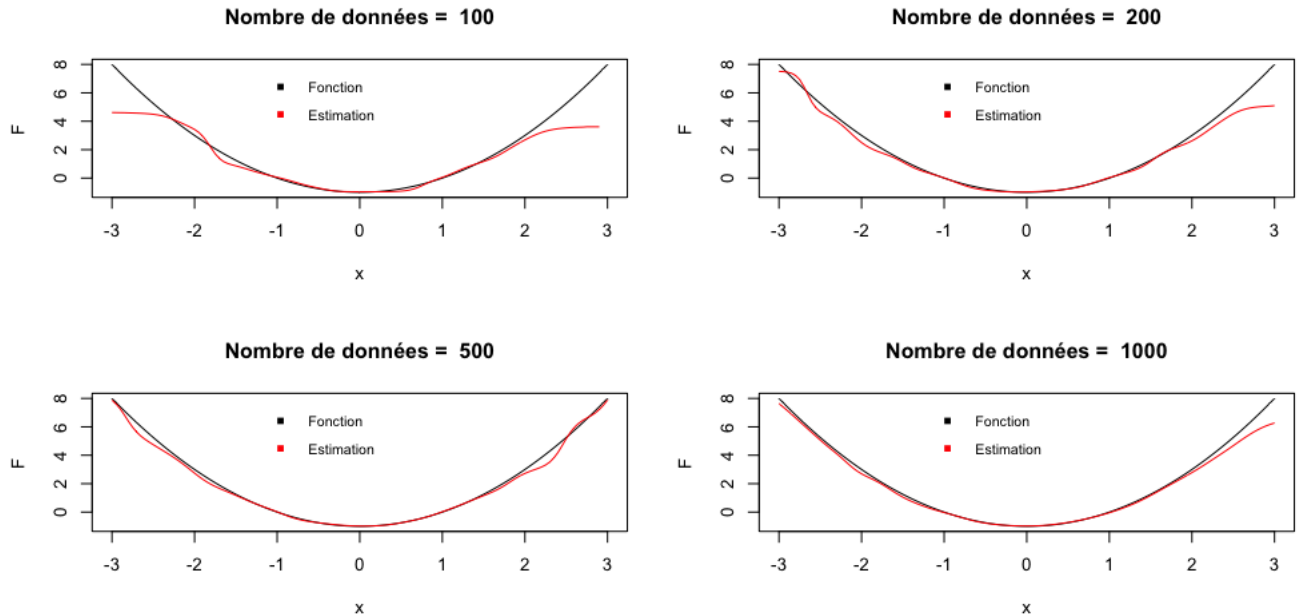 Nombre de données = 100
8
6
4
2
0
F
Fonction
Estimation
-3 -2 -1 0 1 2 3
x
Nombre de données = 200
8
6
4
2
0
F
Fonction
Estimation
-3 -2 -1 0 1 2 3
x
Nombre de données = 500
8
6
4
2
0
F
Fonction
Estimation
-3 -2 -1 0 1 2 3
x
Nombre de données = 1000
8
6
4
2
0
F
Fonction
Estimation
-3 -2 -1 0 1 2 3
x